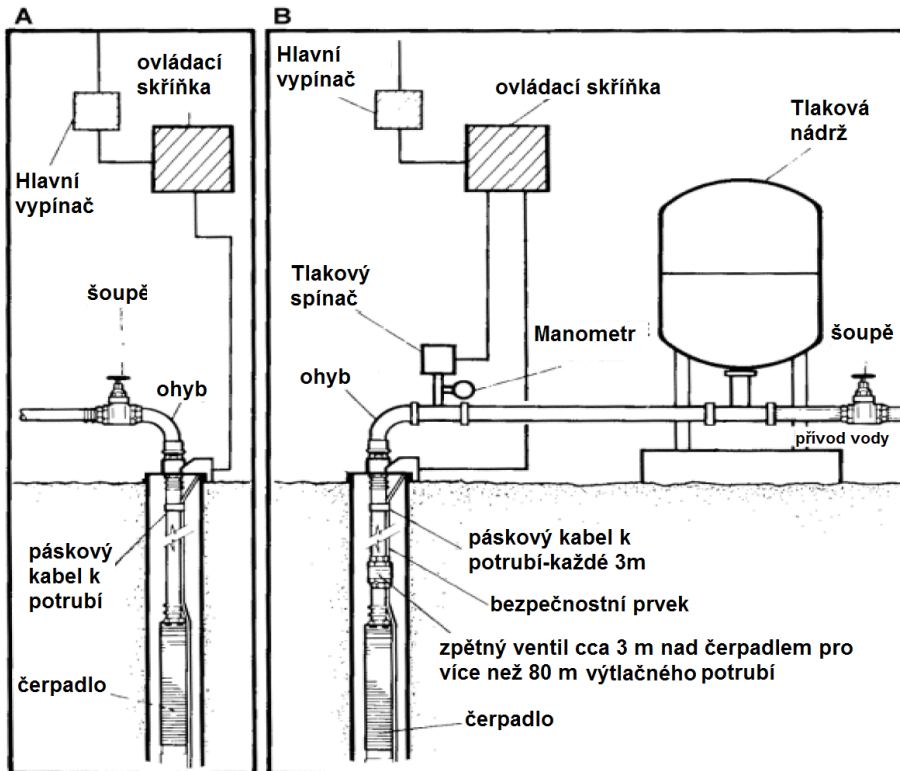 A
ovládací
skříňka
Hlavní
vypínač
šoupě
ohyb
páskový
kabel k
potrubí
čerpadlo
B
Hlavní
vypínač
ovládací skříňka
Tlaková
nádrž
Tlakový
spínač
Manometr
šoupě
ohyb
přívod vody
páskový kabel k
potrubí-každé 3m
bezpečnostní prvek
zpětný ventil cca 3 m nad čerpadlem pro
více než 80 m výtlačného potrubí
čerpadlo